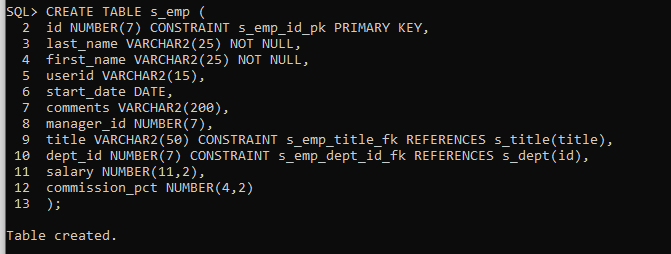 SQL> CREATE TABLE s_emp (
  2  id NUMBER(7) CONSTRAINT s_emp_id_pk PRIMARY KEY,
  3  last_name VARCHAR2(25) NOT NULL,
  4  first_name VARCHAR2(25) NOT NULL,
  5  userid VARCHAR2(15),
  6  start_date DATE,
  7  comments VARCHAR2(200),
  8  manager_id NUMBER(7),
  9  title VARCHAR2(50) CONSTRAINT s_emp_title_fk REFERENCES s_title(title),
 10  dept_id NUMBER(7) CONSTRAINT s_emp_dept_id_fk REFERENCES s_dept(id),
 11  salary NUMBER(11,2),
 12  commission_pct NUMBER(4,2)
 13  );
Table created.